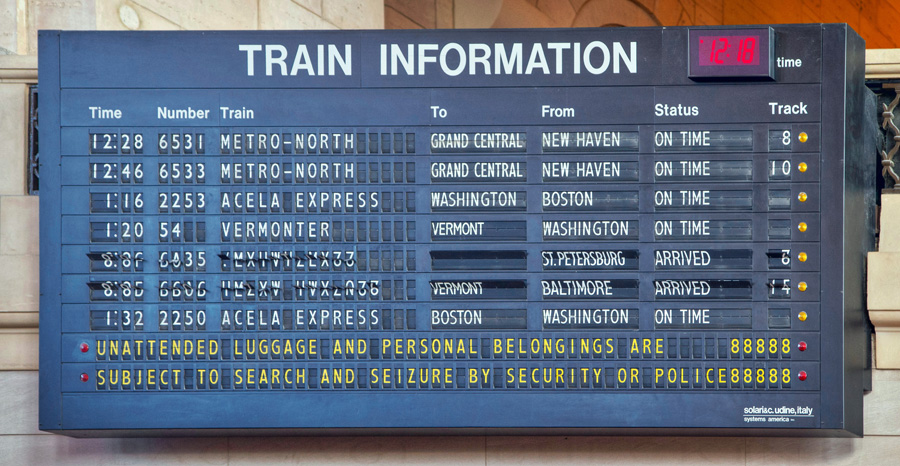 TRAIN INFORMATION 12:18 time
Time Number Train To From Status Track
12:28 6531 METRO-NORTH GRAND CENTRAL NEW HAVEN ON TIME 8
12:46 6533 METRO-NORTH GRAND CENTRAL NEW HAVEN ON TIME 10
1:16 2253 ACELA EXPRESS WASHINGTON BOSTON ON TIME
1:20 54 VERMONTER VERMONT WASHINGTON ON TIME
ST.PETERSBURG ARRIVED
VERMONT BALTIMORE ARRIVED 14
1:32 2250 ACELA EXPRESS BOSTON WASHINGTON ON TIME
UNATTENDED LUGGAGE AND PERSONAL BELONGINGS ARE 88888
SUBJECT TO SEARCH AND SEIZURE BY SECURITY OR POLICE88888
solari&c. udine, italy
systems america